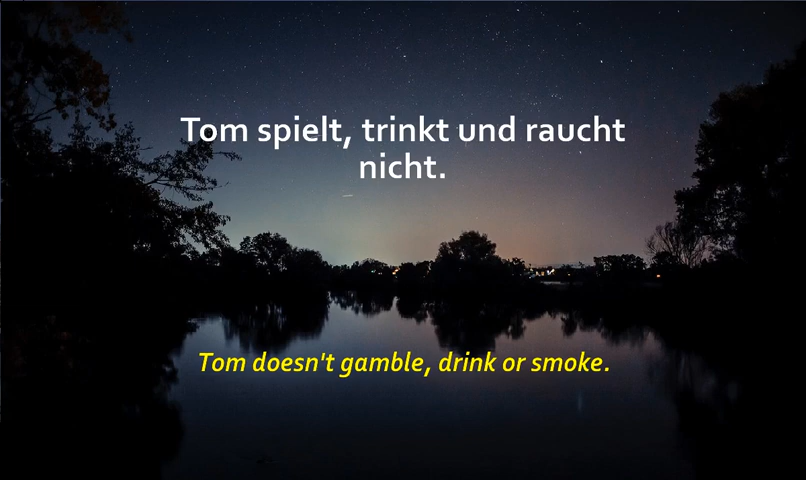 Tom spielt, trinkt und raucht
nicht.
Tom doesn't gamble, drink or smoke.